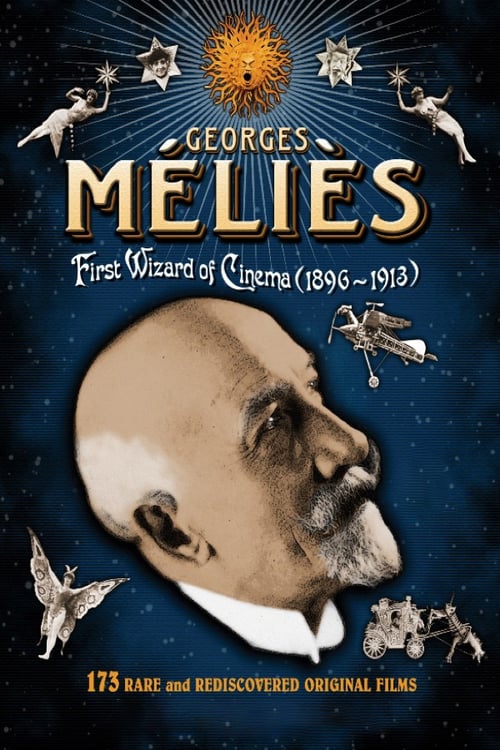 GEORGES
MÉLIÈS
First Wizard of Cinema (1896~1913)
173 RARE and REDISCOVERED ORIGINAL FILMS